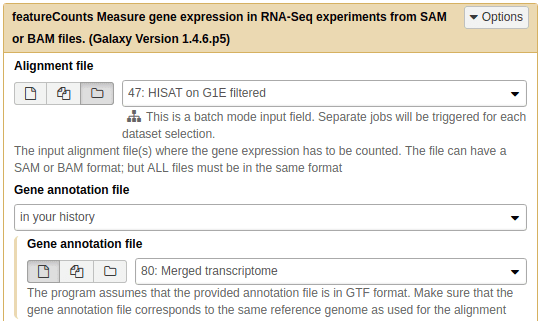 featureCounts Measure gene expression in RNA-Seq experiments from SAM
or BAM files. (Galaxy Version 1.4.6.p5)
Options
Alignment file
47: HISAT on G1E filtered
This is a batch mode input field. Separate jobs will be triggered for each
dataset selection.
The input alignment file(s) where the gene expression has to be counted. The file can have a
SAM or BAM format; but ALL files must be in the same format
Gene annotation file
in your history
Gene annotation file
80: Merged transcriptome
The program assumes that the provided annotation file is in GTF format. Make sure that the
gene annotation file corresponds to the same reference genome as used for the alignment